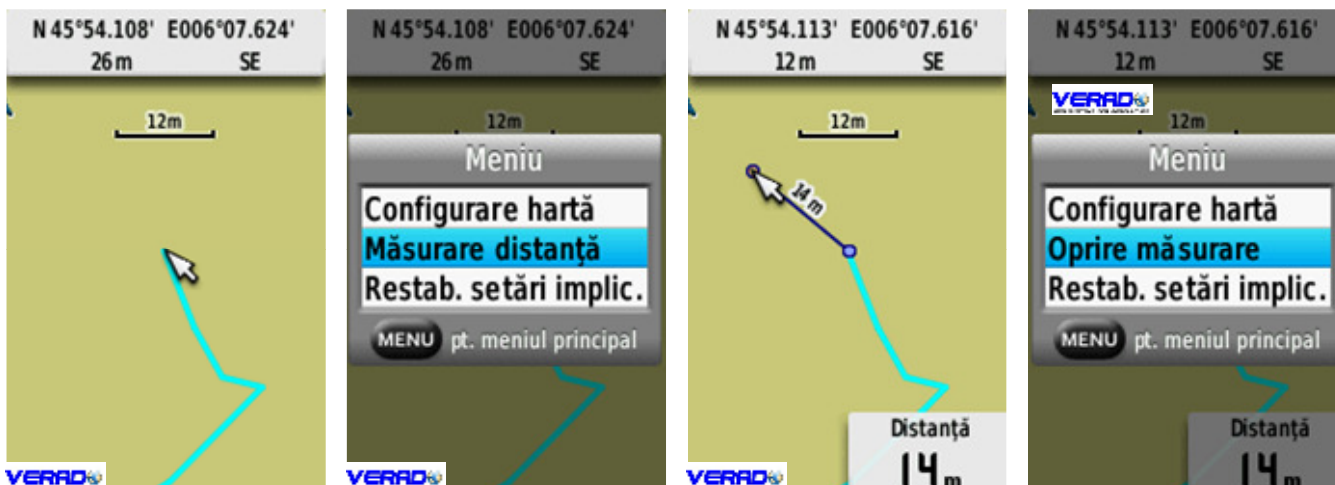 N 45°54.108' E006°07.624'
26 m SE
12m
VERADO
N 45°54.108' E006°07.624'
26 m SE
12m
Meniu
Configurare hartă
Măsurare distanţă
Restab. setări implic.
MENU pt. meniul principal
VERADO
N 45°54.113' E006°07.616'
12 m SE
12m
14 m
Distanţă
14 m
VERADO
N 45°54.113' E006°07.616'
12 m SE
VERADO
12m
Meniu
Configurare hartă
Oprire măsurare
Restab. setări implic.
MENU pt. meniul principal
Distanţă
14 m